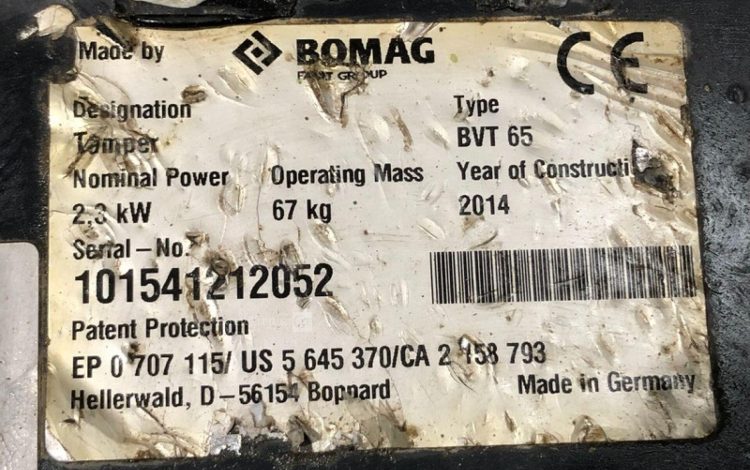 Made by BOMAG CE
FAYAT GROUP
Designation Type
Tamper BVT 65
Nominal Power Operating Mass Year of Construction
2,3 kW 67 kg 2014
Serial-No.
101541212052
Patent Protection
EP 0 707 115/ US 5 645 370/CA 2 158 793
Hellerwald, D-56154 Boppard Made in Germany